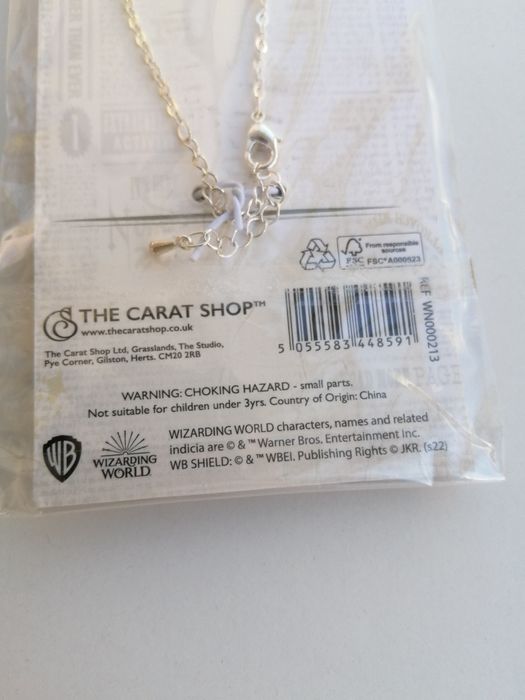 From responsible
sources
FSC FSC®A000523
THE CARAT SHOP™
www.thecaratshop.co.uk
The Carat Shop Ltd, Grasslands, The Studio,
Pye Corner, Gilston, Herts. CM20 2RB
5 055583 448591
REF WN000213
WARNING: CHOKING HAZARD - small parts.
Not suitable for children under 3yrs. Country of Origin: China
WB
WIZARDING
WORLD
WIZARDING WORLD characters, names and related
indicia are © & ™ Warner Bros. Entertainment Inc.
WB SHIELD: © & ™ WBEI. Publishing Rights © JKR. (s22)